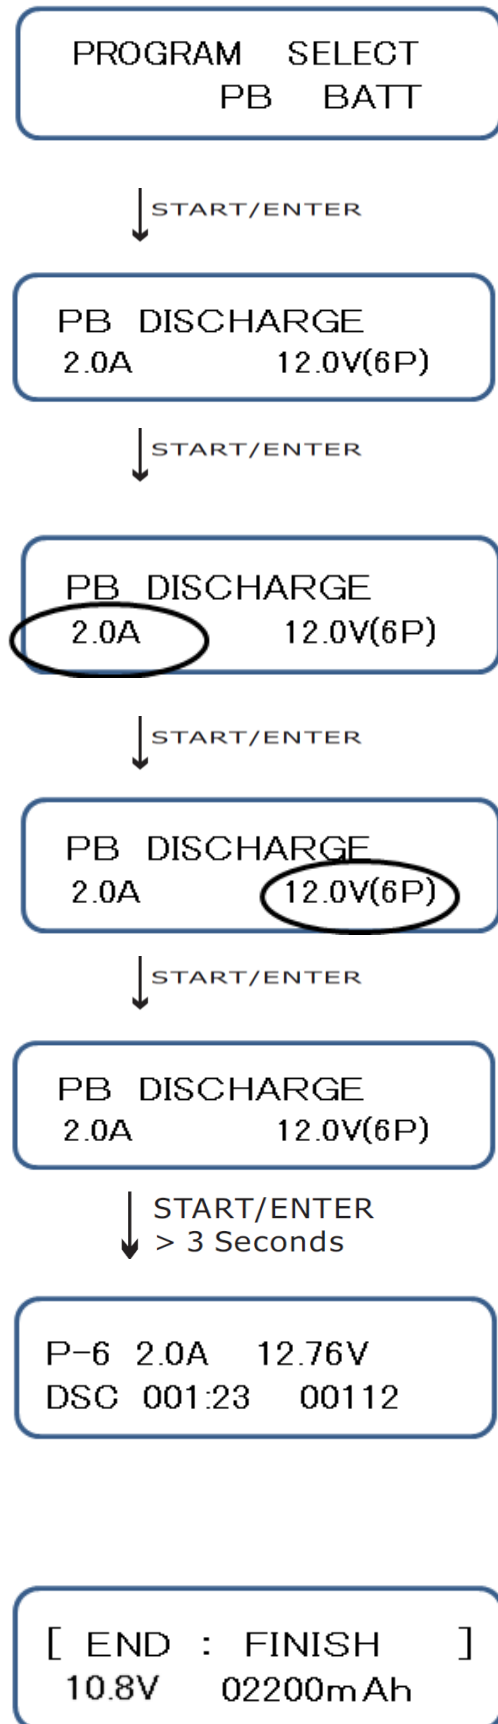 PROGRAM SELECT
PB BATT
START/ENTER
PB DISCHARGE
2.0A 12.0V(6P)
START/ENTER
PB DISCHARGE
2.0A 12.0V(6P)
START/ENTER
PB DISCHARGE
2.0A 12.0V(6P)
START/ENTER
PB DISCHARGE
2.0A 12.0V(6P)
START/ENTER
> 3 Seconds
P-6 2.0A 12.76V
DSC 001:23 00112
[ END : FINISH ]
10.8V 02200mAh